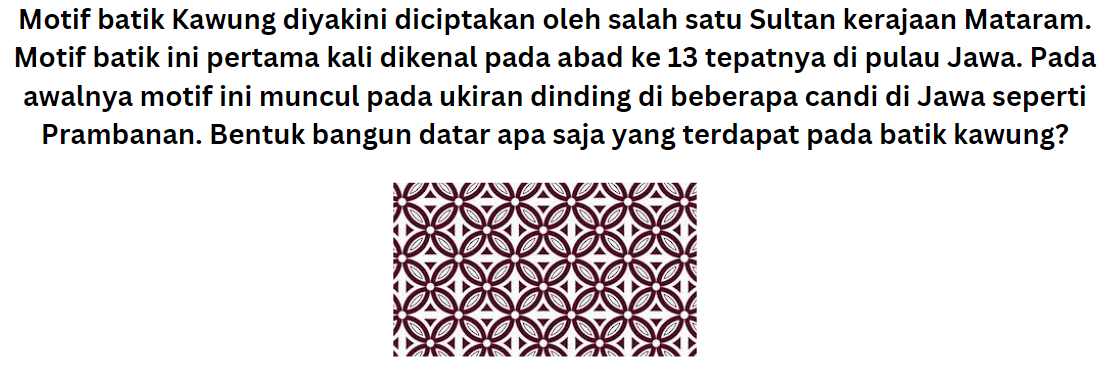 Motif batik Kawung diyakini diciptakan oleh salah satu Sultan kerajaan Mataram.
Motif batik ini pertama kali dikenal pada abad ke 13 tepatnya di pulau Jawa. Pada
awalnya motif ini muncul pada ukiran dinding di beberapa candi di Jawa seperti
Prambanan. Bentuk bangun datar apa saja yang terdapat pada batik kawung?